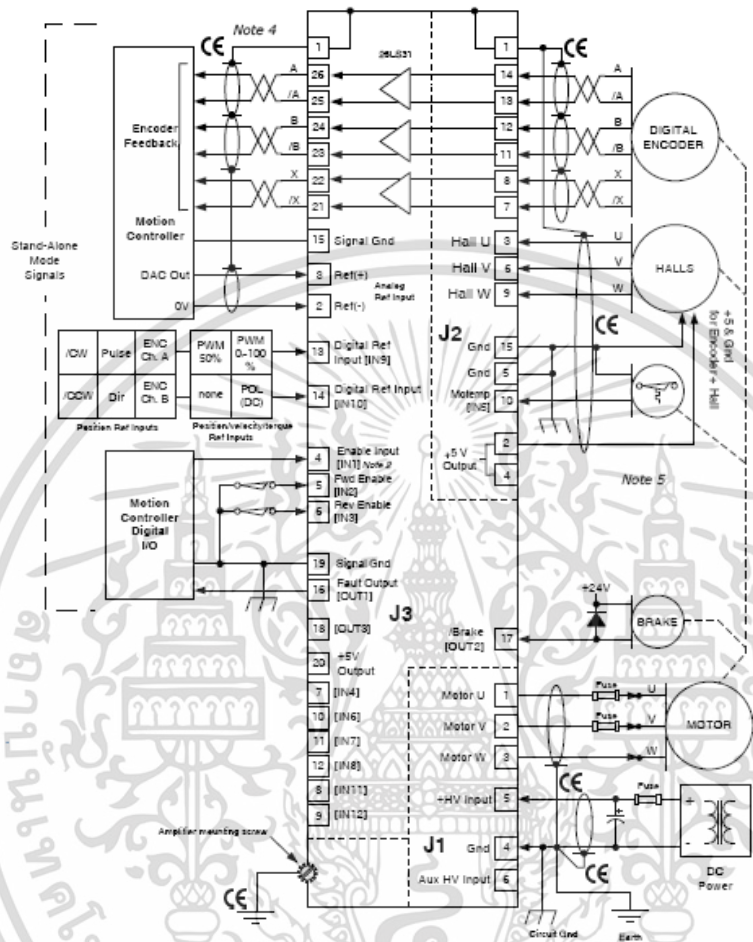 Note 4
CE
1
26LS31
1
CE
A
26
14
A
/A
25
13
/A
Encoder Feedback
B
24
12
B
DIGITAL ENCODER
/B
23
11
/B
X
22
8
X
/X
21
7
/X
Stand-Alone Mode Signals
Motion Controller
15
Signal Gnd
Hall U
3
U
DAC Out
3
Ref(+)
Hall V
6
V
HALLS
Analog Ref Input
0V
2
Ref(-)
Hall W
9
W
J2
CE
+5 & Gnd for Encoder + Hall
/CW
Pulse
ENC Ch. A
PWM 50%
PWM 0-100 %
13
Digital Ref Input [IN9]
Gnd
15
Gnd
5
/CCW
Dir
ENC Ch. B
none
POL (DC)
14
Digital Ref Input [IN10]
Motemp [IN5]
10
Position Ref Inputs
Position/velocity/torque Ref Inputs
+5 V Output
2
4
Motion Controller Digital I/O
4
Enable Input [IN1] Note 2
5
Fwd Enable [IN2]
6
Rev Enable [IN3]
Note 5
19
Signal Gnd
16
Fault Output [OUT1]
J3
+24V
BRAKE
18
[OUT3]
/Brake [OUT2]
17
20
+5V Output
7
[IN4]
Motor U
1
Fuse
U
10
[IN6]
Motor V
2
Fuse
V
MOTOR
11
[IN7]
Motor W
3
W
12
[IN8]
CE
8
[IN11]
+HV Input
5
Fuse
+
9
[IN12]
J1
Gnd
4
-
CE
DC Power
Amplifier mounting screw
Aux HV Input
6
CE
Circuit Gnd
Earth